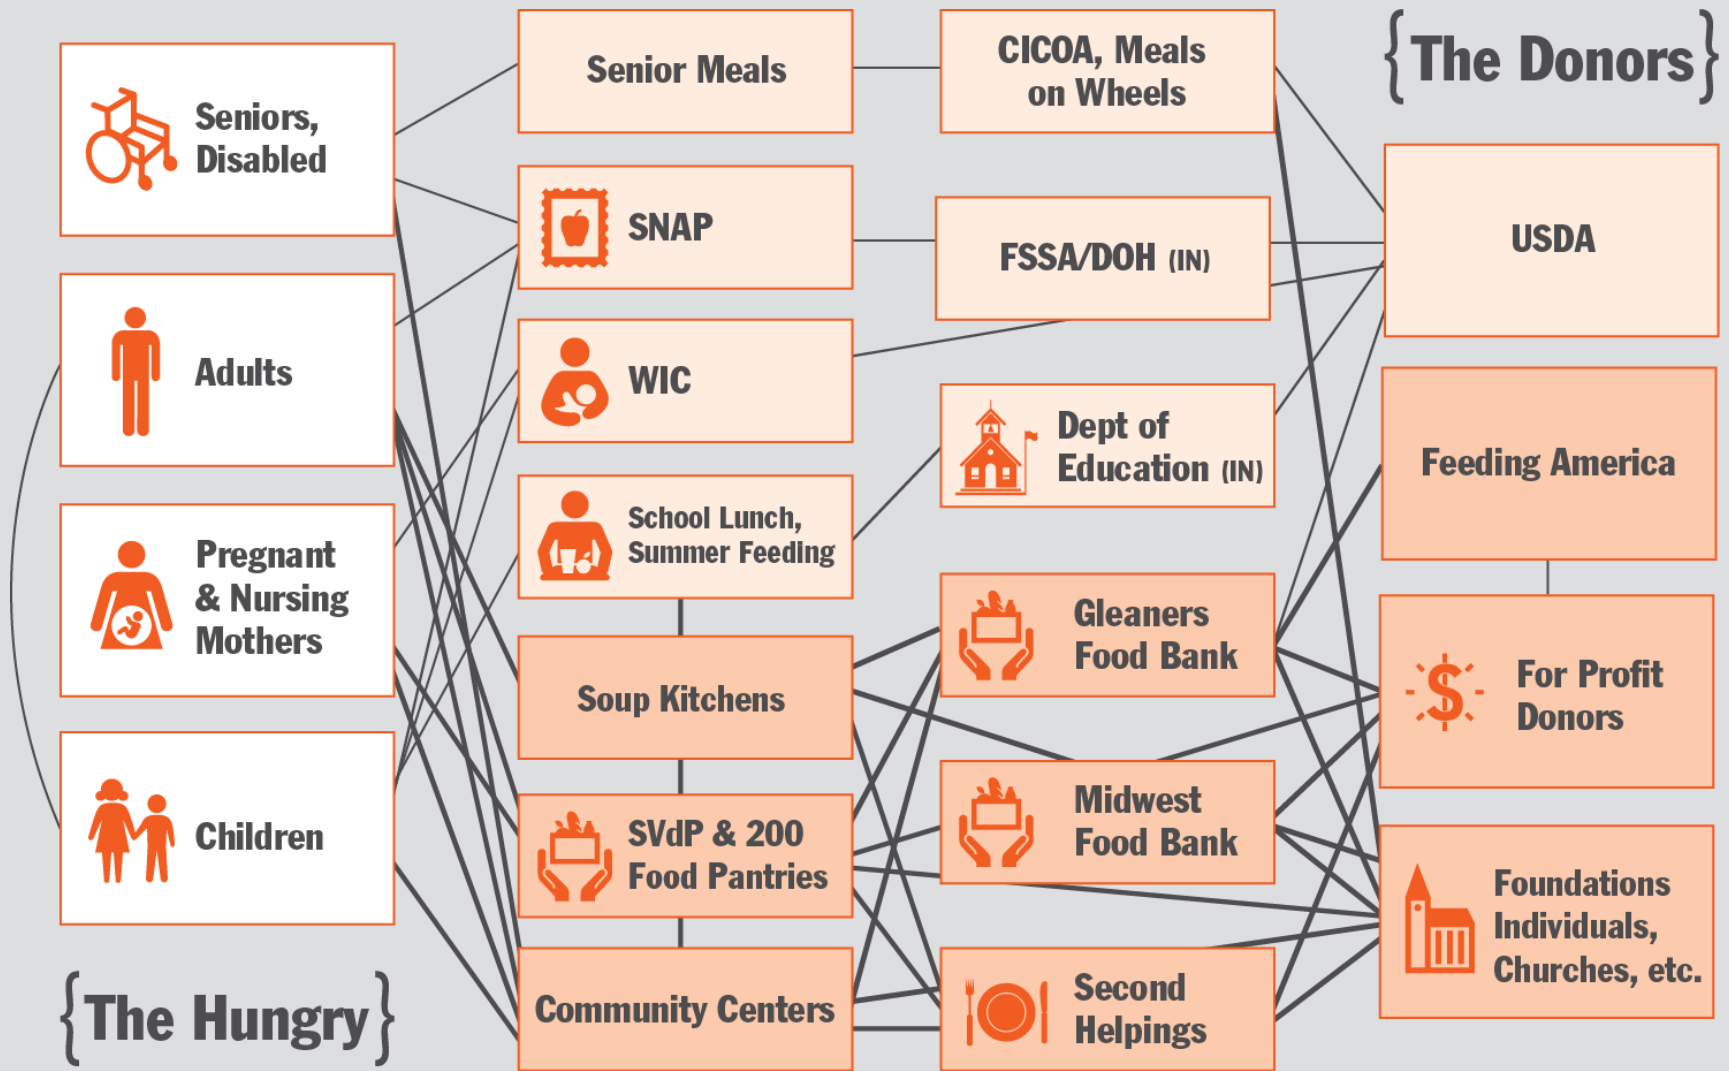 Seniors,
Disabled
Adults
Pregnant
& Nursing
Mothers
Children
{The Hungry}
Senior Meals
SNAP
WIC
School Lunch,
Summer Feeding
Soup Kitchens
SVdP & 200
Food Pantries
Community Centers
CICOA, Meals
on Wheels
FSSA/DOH (IN)
Dept of
Education (IN)
Gleaners
Food Bank
Midwest
Food Bank
Second
Helpings
{The Donors}
USDA
Feeding America
$
For Profit
Donors
Foundations
Individuals,
Churches, etc.